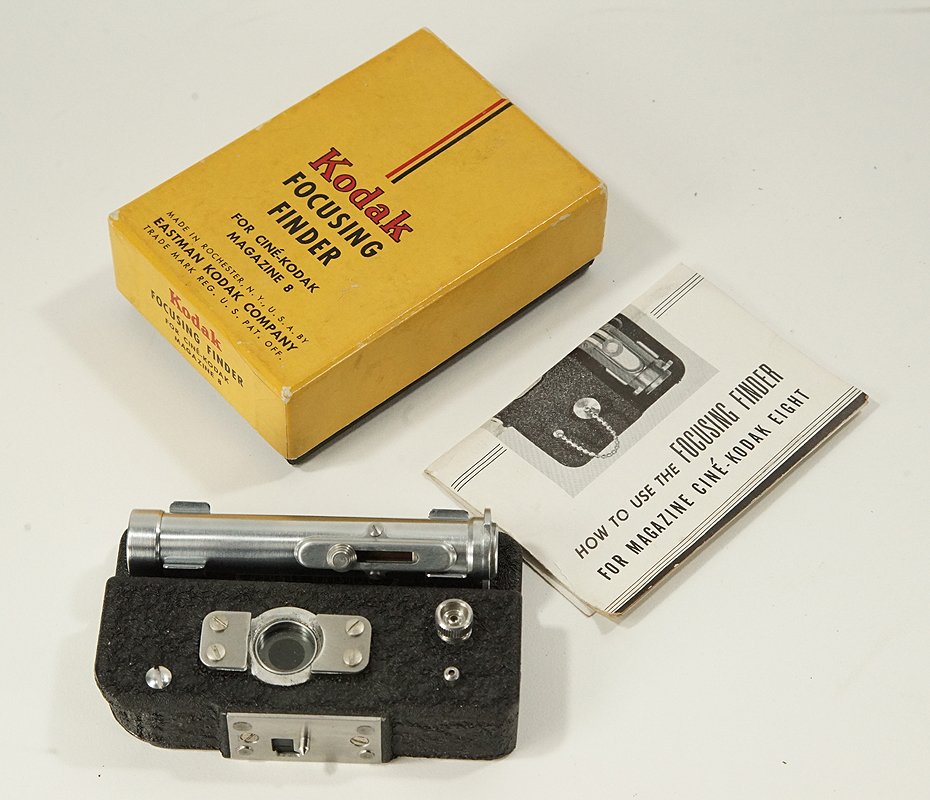 Kodak
FOCUSING
FINDER
FOR CINÉ-KODAK
MAGAZINE 8
MADE IN ROCHESTER, N. Y., U. S. A. BY
EASTMAN KODAK COMPANY
TRADE MARK REG. U. S. PAT. OFF.
Kodak
FOCUSING FINDER
FOR CINÉ-KODAK
MAGAZINE 8
HOW TO USE THE FOCUSING FINDER
FOR MAGAZINE CINÉ-KODAK EIGHT